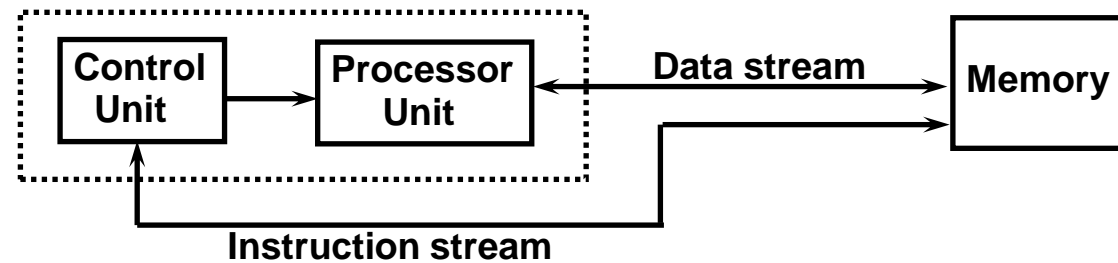 Control
Unit
Processor
Unit
Data stream
Memory
Instruction stream